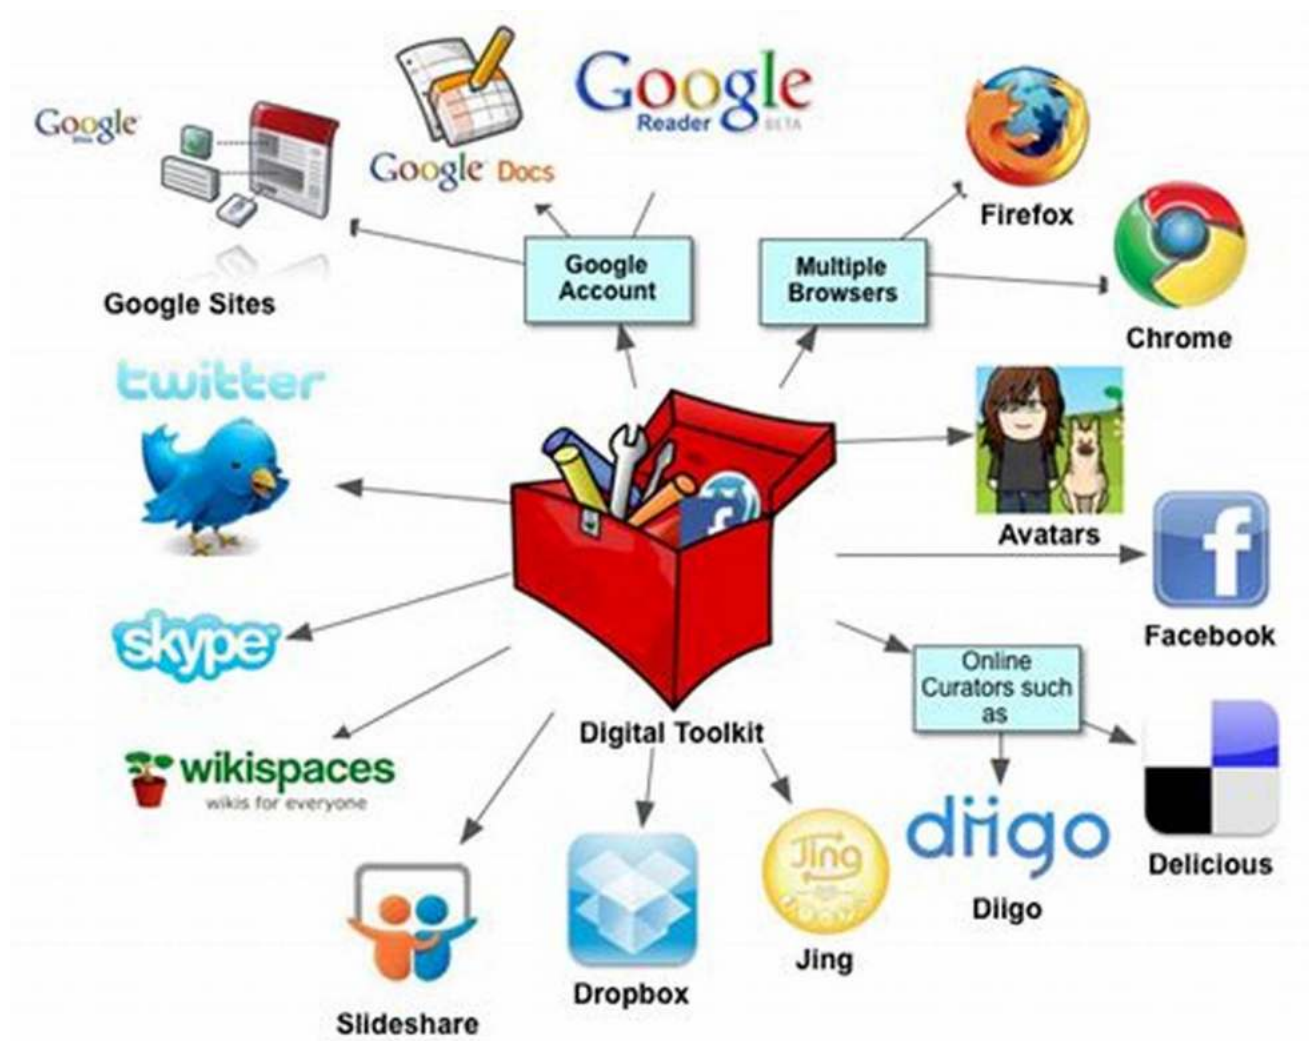 Google
Google Docs
Google
Reader
BETA
Firefox
Google
Account
Multiple
Browsers
Google Sites
Chrome
twitter
Avatars
f
f
Facebook
skype
Online
Curators such
as
Digital Toolkit
wikispaces
wikis for everyone
diigo
Jing
Delicious
Diigo
Jing
Dropbox
Slideshare